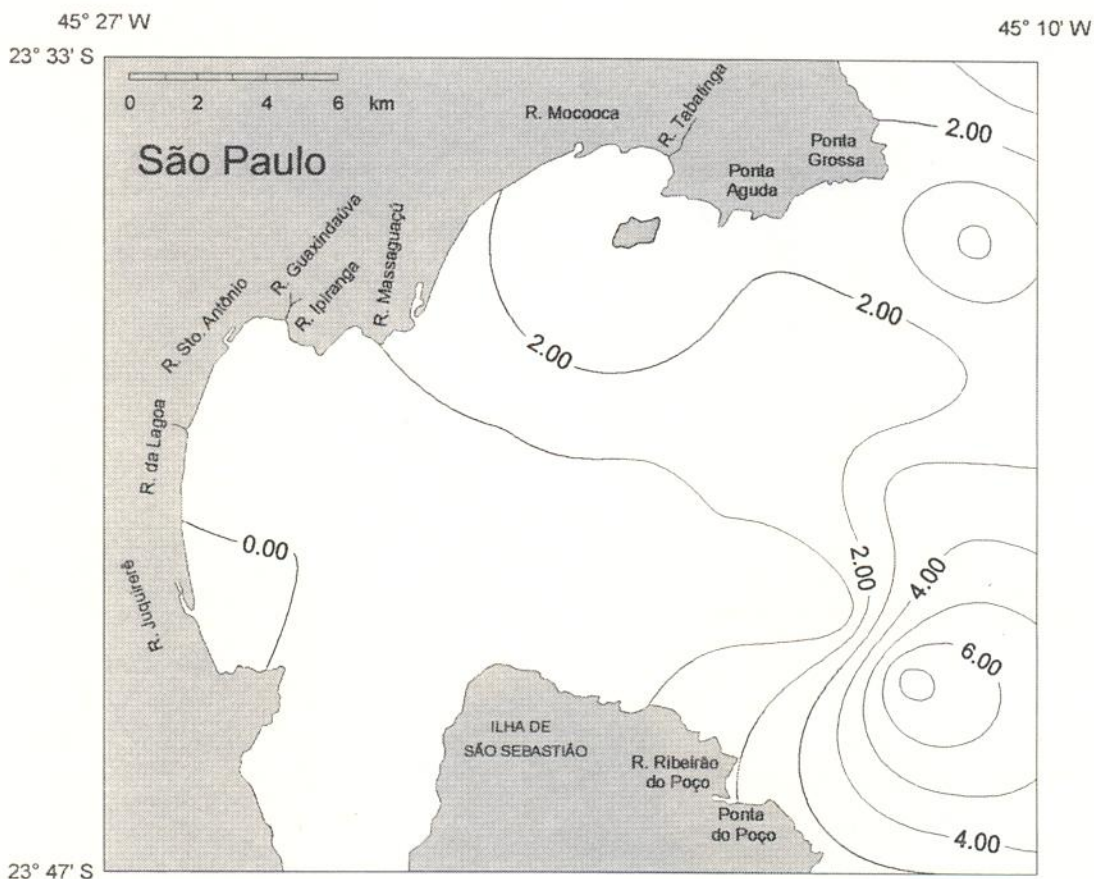 45° 27' W
45° 10' W
23° 33' S
0 2 4 6 km
São Paulo
R. Mocooca
R. Tabatinga
Ponta
Grossa
Ponta
Aguda
2.00
R. Guaxindaúva
R. Ipiranga
R. Massaguaçú
R. Sto. Antônio
2.00
2.00
R. da Lagoa
0.00
R. Juquirerê
2.00
4.00
6.00
ILHA DE
SÃO SEBASTIÃO
R. Ribeirão
do Poço
Ponta
do Poço
4.00
23° 47' S